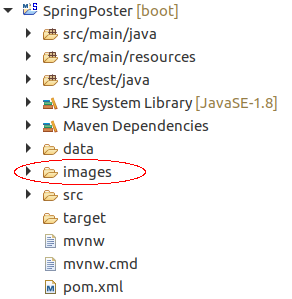 SpringPoster [boot]
src/main/java
src/main/resources
src/test/java
JRE System Library [JavaSE-1.8]
Maven Dependencies
data
images
src
target
mvnw
mvnw.cmd
pom.xml